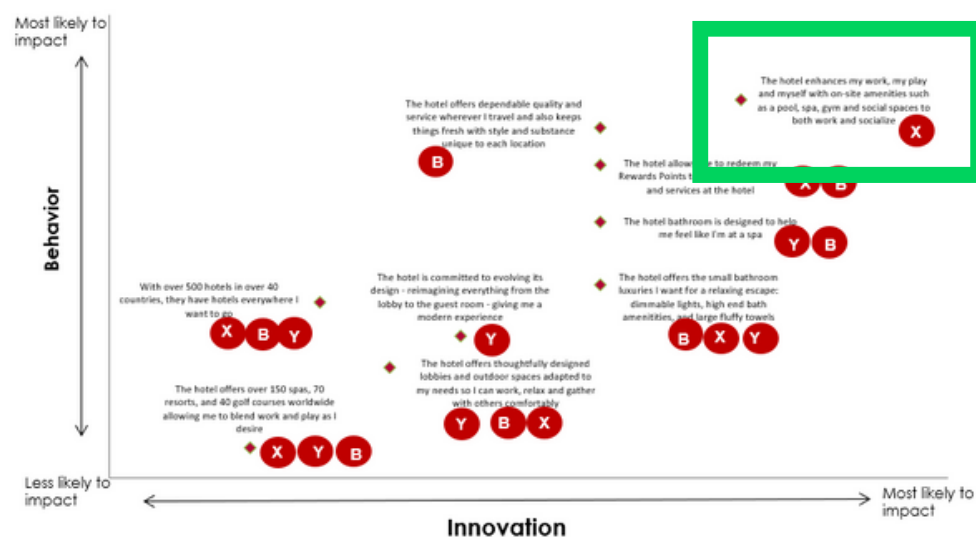 Most likely to
impact
The hotel enhances my work, my play
and myself with on-site amenities such
as a pool, spa, gym and social spaces to
both work and socialize
X
The hotel offers dependable quality and
service wherever I travel and also keeps
things fresh with style and substance
unique to each location
B
The hotel allows to redeem my
Rewards Points
and services at the hotel
X B
The hotel bathroom is designed to help
me feel like I'm at a spa
Y B
Behavior
With over 500 hotels in over 40
countries, they have hotels everywhere I
want to go
X B Y
The hotel is committed to evolving its
design - reimagining everything from the
lobby to the guest room - giving me a
modern experience
Y
The hotel offers the small bathroom
luxuries I want for a relaxing escape:
dimmable lights, high end bath
amenitities, and large fluffy towels
B X Y
The hotel offers thoughtfully designed
lobbies and outdoor spaces adapted to
my needs so I can work, relax and gather
with others comfortably
Y B X
The hotel offers over 150 spas, 70
resorts, and 40 golf courses worldwide
allowing me to blend work and play as I
desire
X Y B
Less likely to
impact
Most likely to
impact
Innovation